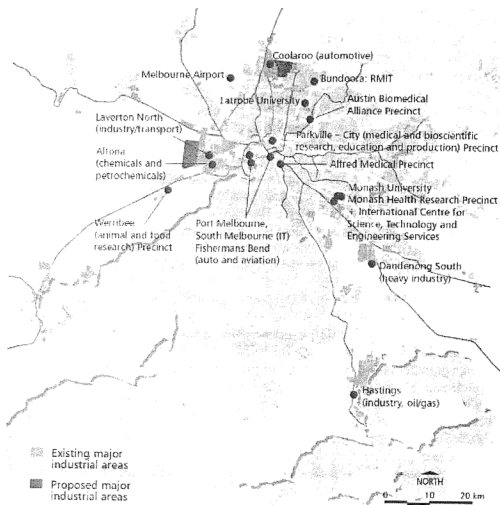 Coolaroo (automotive)
Melbourne Airport
Bundoora: RMIT
Latrobe University
Austin Biomedical
Alliance Precinct
Laverton North
(industry/transport)
Parkville – City (medical and bioscientific
research, education and production) Precinct
Altona
(chemicals and
petrochemicals)
Alfred Medical Precinct
Monash University
Monash Health Research Precinct
+ International Centre for
Science, Technology and
Engineering Services
Werribee
(animal and food
research) Precinct
Port Melbourne,
South Melbourne (IT)
Fishermans Bend
(auto and aviation)
Dandenong South
(heavy industry)
Hastings
(industry, oil/gas)
Existing major
industrial areas
Proposed major
industrial areas
NORTH
0 10 20 km